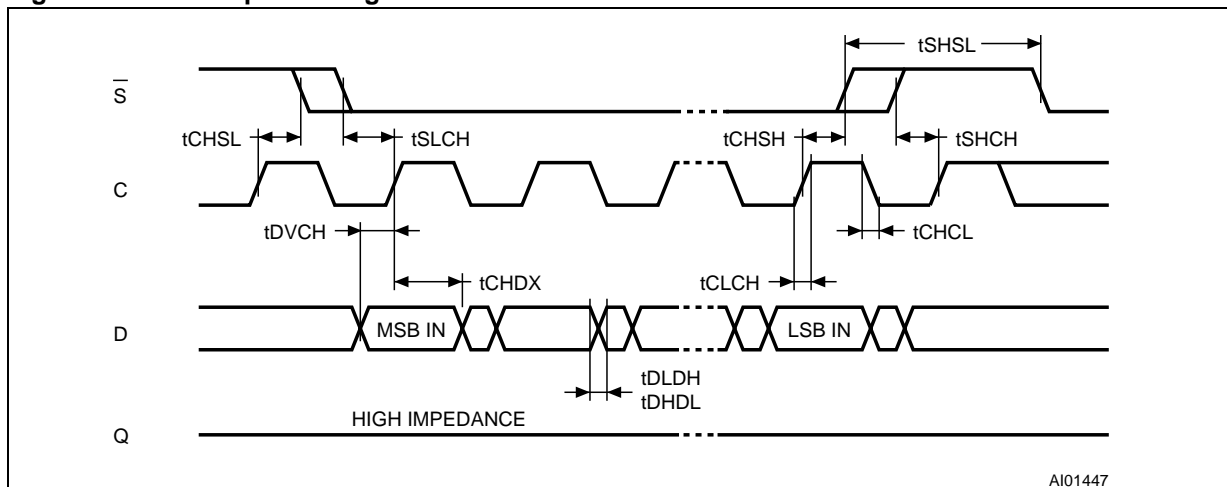 tSHSL
S
tCHSL
tSLCH
tCHSH
tSHCH
C
tDVCH
tCHCL
tCHDX
tCLCH
D
MSB IN
LSB IN
tDLDH
tDHDL
HIGH IMPEDANCE
Q
AI01447